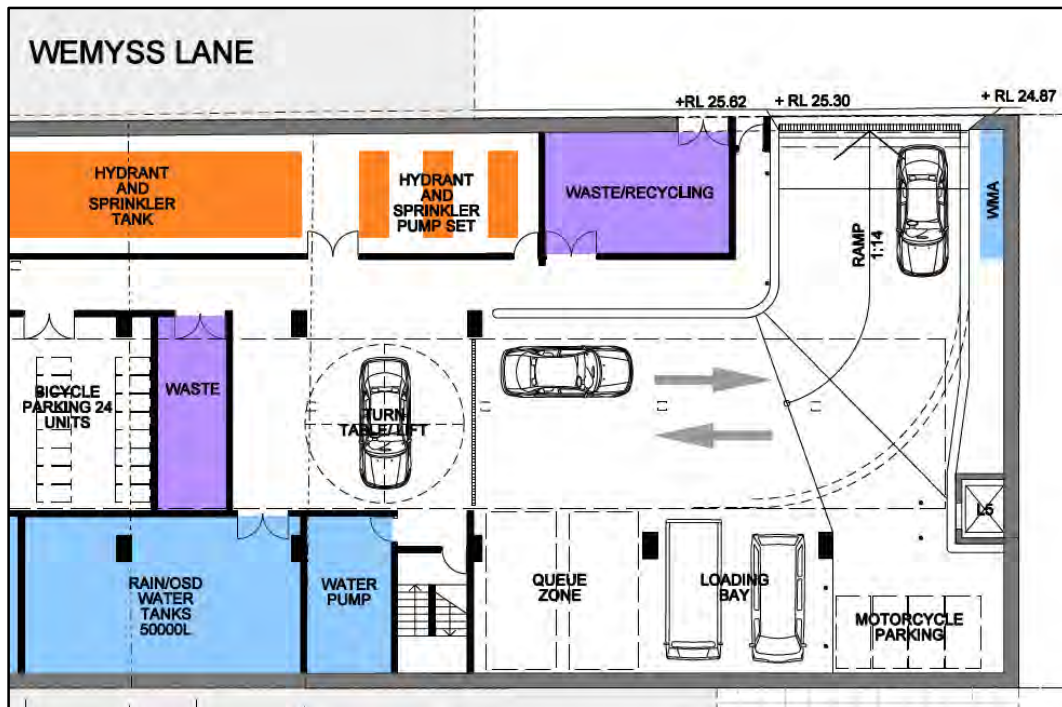 WEMYSS LANE
+RL 25.62
+ RL 25.30
+ RL 24.87
HYDRANT
AND
SPRINKLER
TANK
HYDRANT
AND
SPRINKLER
PUMP SET
WASTE/RECYCLING
RAMP
1:14
WMA
BICYCLE
PARKING 24
UNITS
WASTE
TURN
TABLE/LIFT
L5
RAIN/OSD
WATER
TANKS
50000L
WATER
PUMP
QUEUE
ZONE
LOADING
BAY
MOTORCYCLE
PARKING